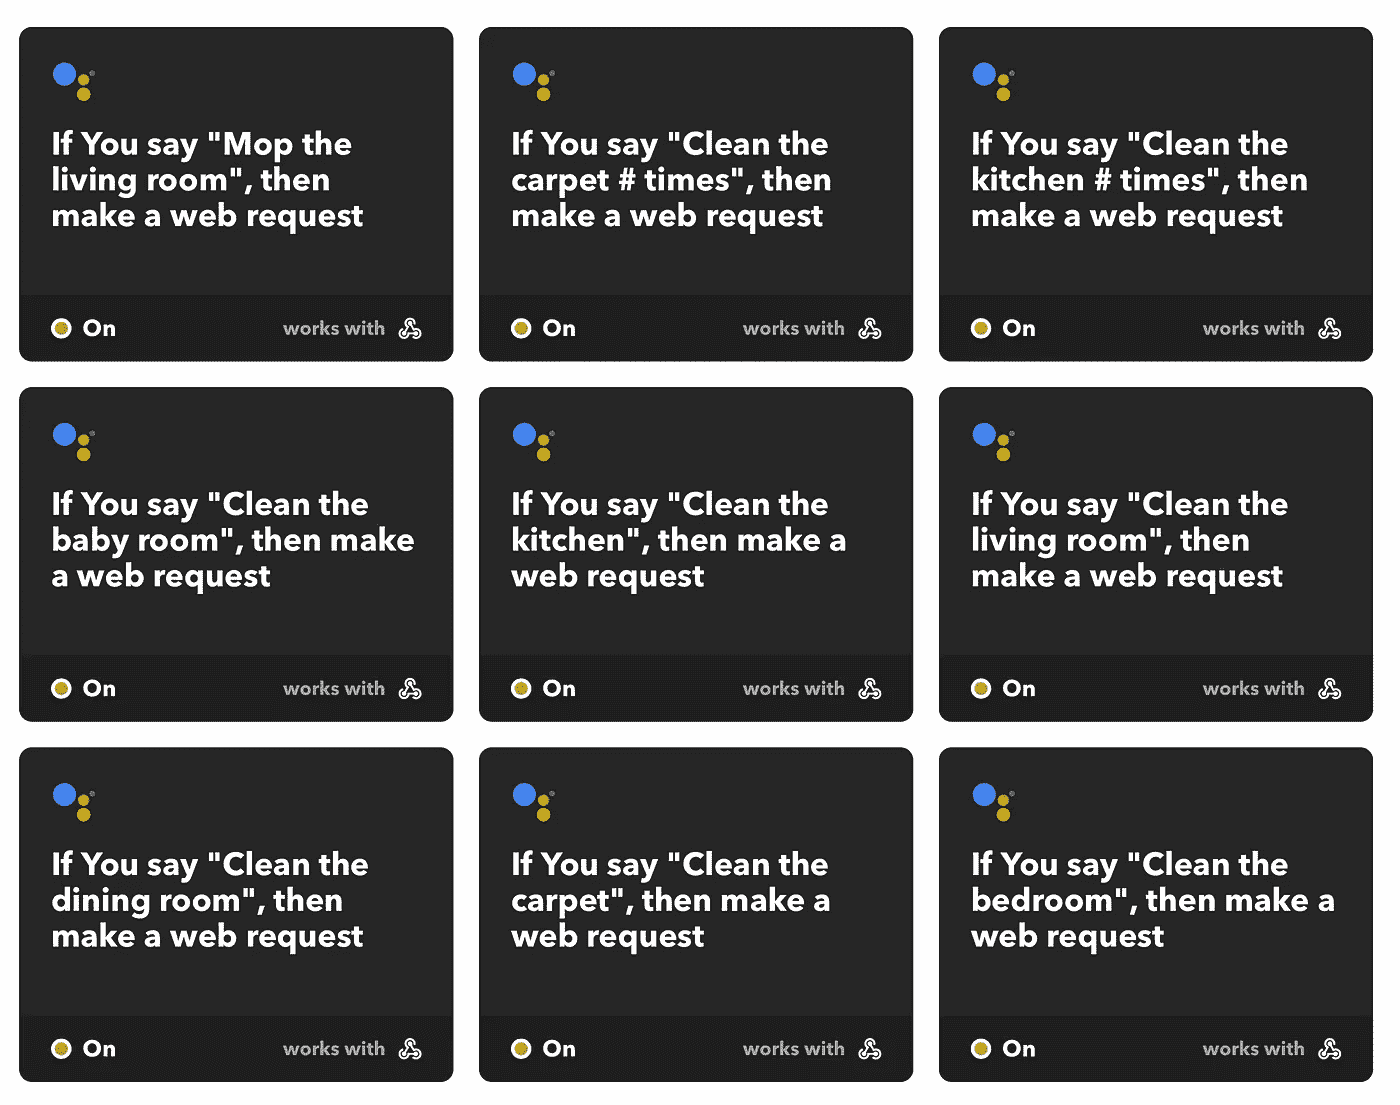 If You say "Mop the
living room", then
make a web request
On
works with
If You say "Clean the
carpet # times", then
make a web request
On
works with
If You say "Clean the
kitchen # times", then
make a web request
On
works with
If You say "Clean the
baby room", then make
a web request
On
works with
If You say "Clean the
kitchen", then make a
web request
On
works with
If You say "Clean the
living room", then
make a web request
On
works with
If You say "Clean the
dining room", then
make a web request
On
works with
If You say "Clean the
carpet", then make a
web request
On
works with
If You say "Clean the
bedroom", then make a
web request
On
works with